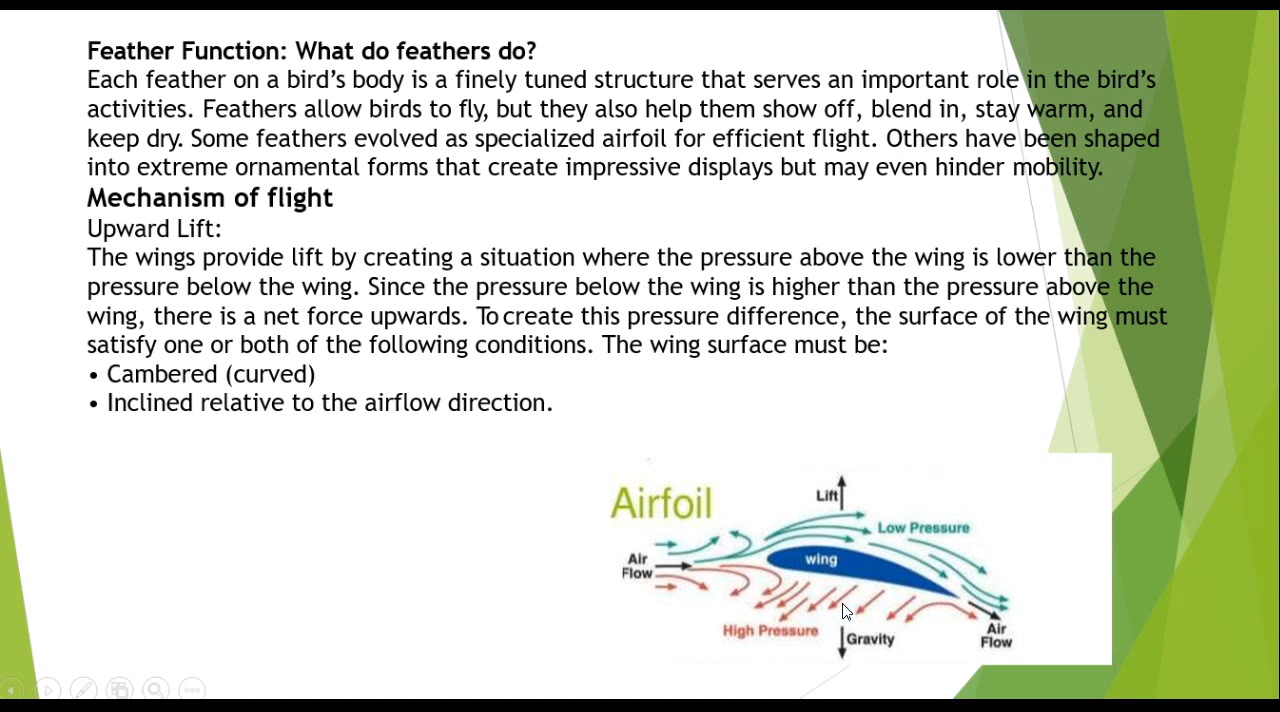 Feather Function: What do feathers do?
Each feather on a bird’s body is a finely tuned structure that serves an important role in the bird’s
activities. Feathers allow birds to fly, but they also help them show off, blend in, stay warm, and
keep dry. Some feathers evolved as specialized airfoil for efficient flight. Others have been shaped
into extreme ornamental forms that create impressive displays but may even hinder mobility.
Mechanism of flight
Upward Lift:
The wings provide lift by creating a situation where the pressure above the wing is lower than the
pressure below the wing. Since the pressure below the wing is higher than the pressure above the
wing, there is a net force upwards. To create this pressure difference, the surface of the wing must
satisfy one or both of the following conditions. The wing surface must be:
• Cambered (curved)
• Inclined relative to the airflow direction.
Airfoil
Lift
Low Pressure
Air
Flow
wing
High Pressure
Gravity
Air
Flow